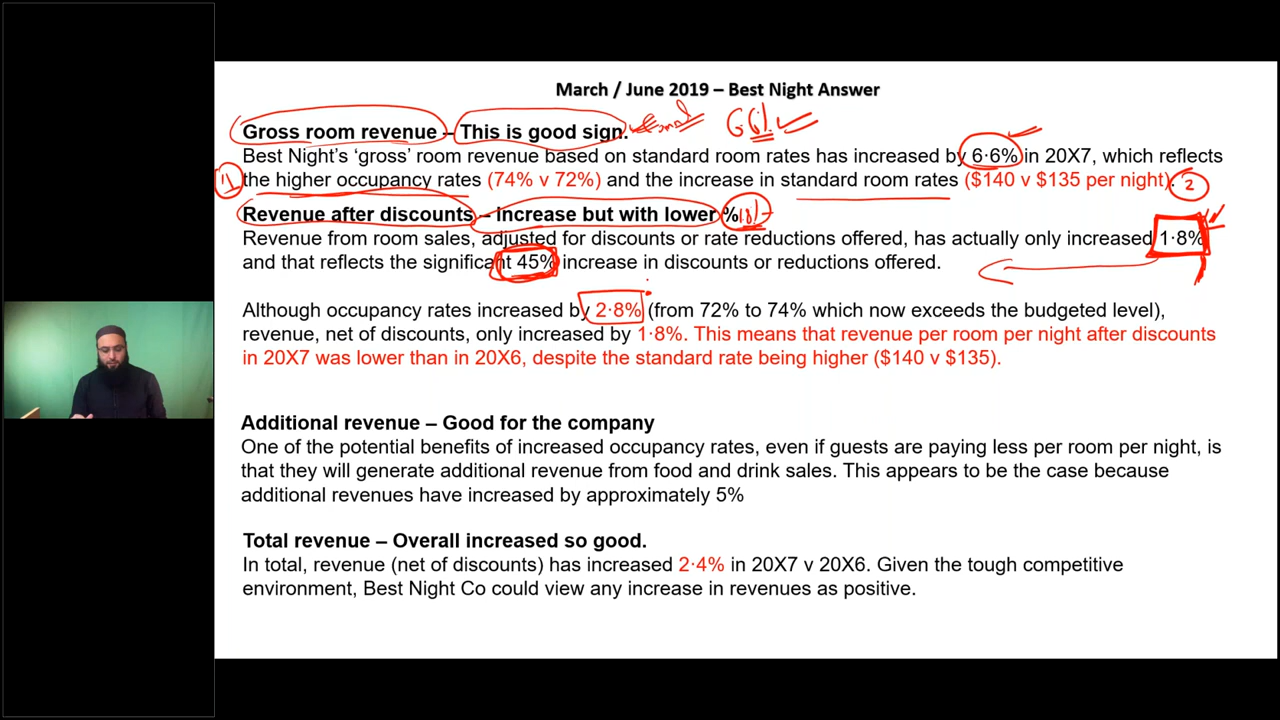 March / June 2019 – Best Night Answer
Gross room revenue – This is good sign.
66%
Best Night's 'gross' room revenue based on standard room rates has increased by 6·6% in 20X7, which reflects
1
the higher occupancy rates (74% v 72%) and the increase in standard room rates ($140 v $135 per night).
2
Revenue after discounts – Increase but with lower %
Revenue from room sales, adjusted for discounts or rate reductions offered, has actually only increased 1·8%
and that reflects the significant 45% increase in discounts or reductions offered.
Although occupancy rates increased by 2·8% (from 72% to 74% which now exceeds the budgeted level),
revenue, net of discounts, only increased by 1·8%. This means that revenue per room per night after discounts
in 20X7 was lower than in 20X6, despite the standard rate being higher ($140 v $135).
Additional revenue – Good for the company
One of the potential benefits of increased occupancy rates, even if guests are paying less per room per night, is
that they will generate additional revenue from food and drink sales. This appears to be the case because
additional revenues have increased by approximately 5%
Total revenue – Overall increased so good.
In total, revenue (net of discounts) has increased 2·4% in 20X7 v 20X6. Given the tough competitive
environment, Best Night Co could view any increase in revenues as positive.